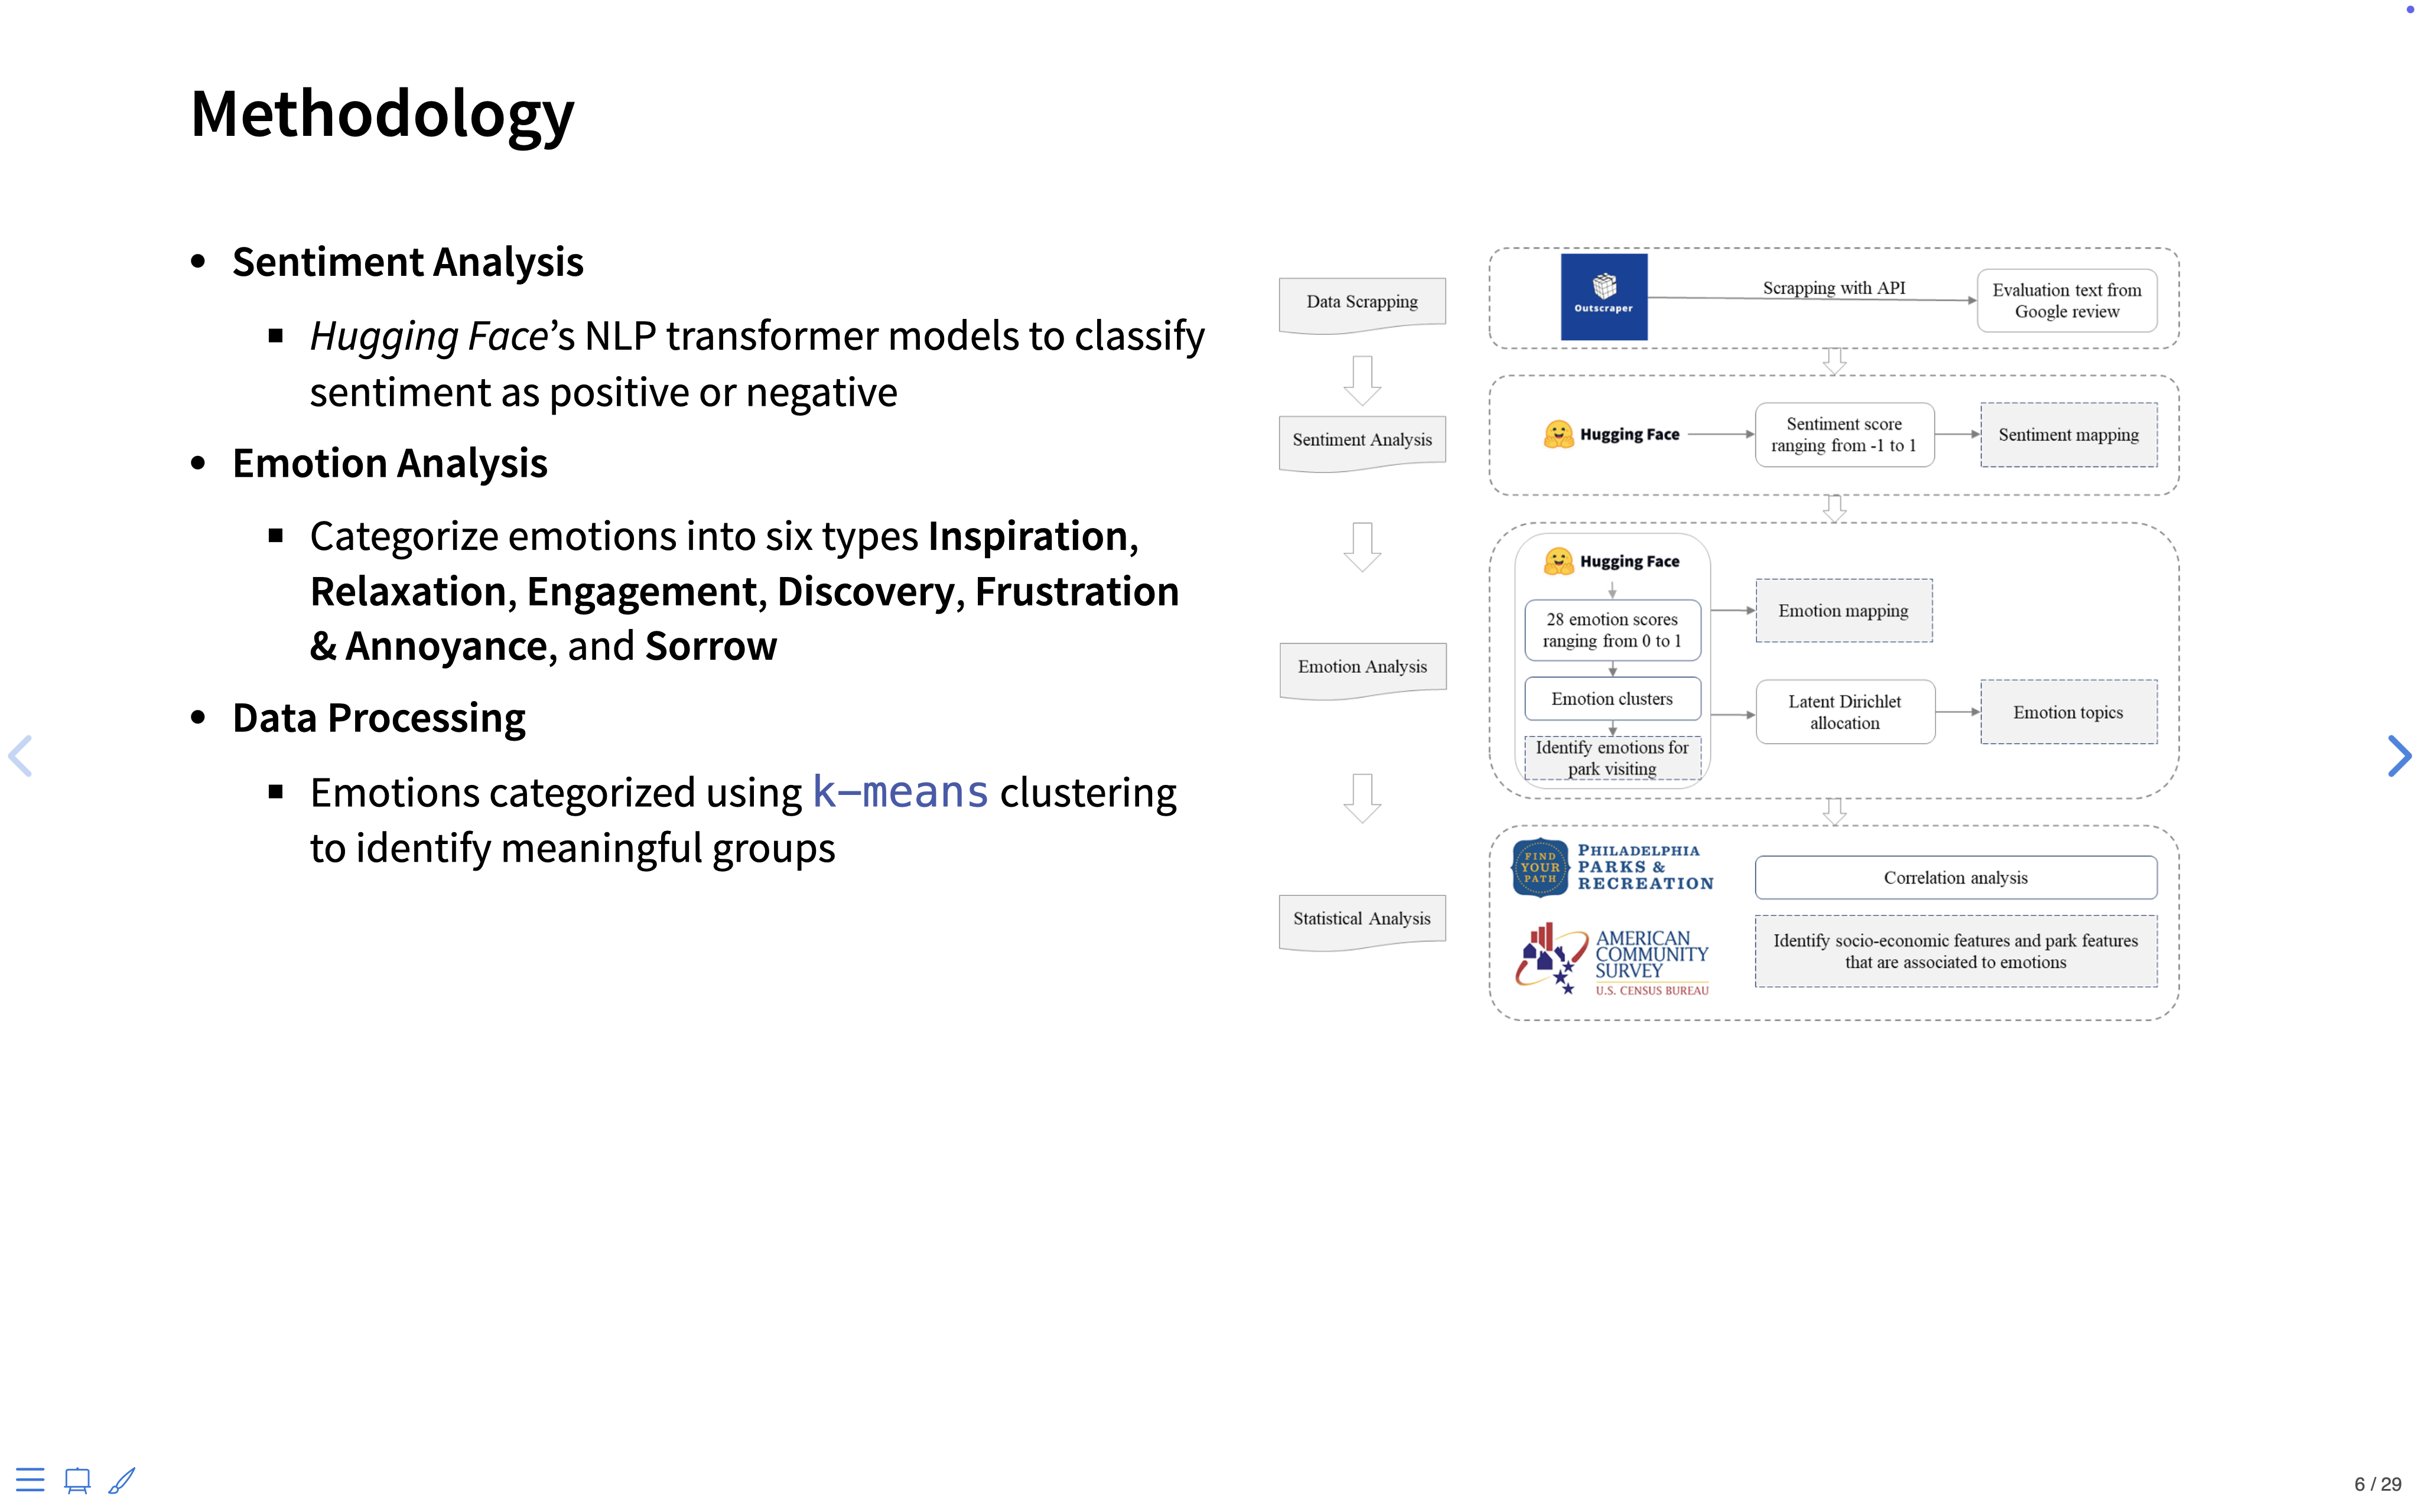 Methodology
• Sentiment Analysis
▪ Hugging Face’s NLP transformer models to classify
sentiment as positive or negative
• Emotion Analysis
▪ Categorize emotions into six types Inspiration,
Relaxation, Engagement, Discovery, Frustration
& Annoyance, and Sorrow
• Data Processing
▪ Emotions categorized using k-means clustering
to identify meaningful groups
Data Scrapping
Outscraper
Scrapping with API
Evaluation text from
Google review
Sentiment Analysis
Hugging Face
Sentiment score
ranging from -1 to 1
Sentiment mapping
Emotion Analysis
Hugging Face
28 emotion scores
ranging from 0 to 1
Emotion mapping
Emotion clusters
Latent Dirichlet
allocation
Emotion topics
Identify emotions for
park visiting
Statistical Analysis
FIND
YOUR
PATH
PHILADELPHIA
PARKS &
RECREATION
Correlation analysis
AMERICAN
COMMUNITY
SURVEY
U.S. CENSUS BUREAU
Identify socio-economic features and park features
that are associated to emotions
6 / 29